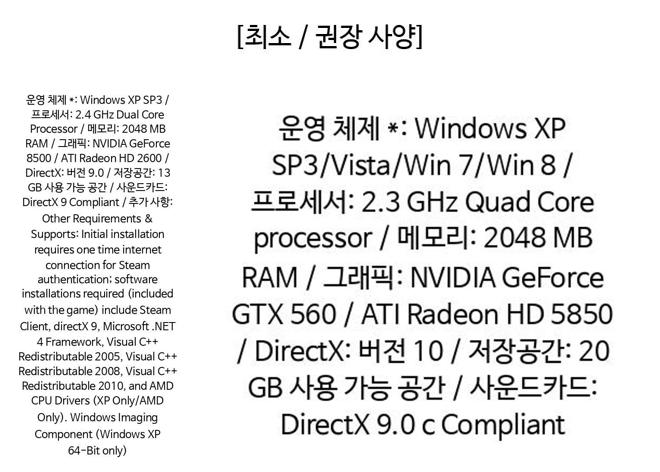 [최소 / 권장 사양]
운영 체제 *: Windows XP SP3 /
프로세서: 2.4 GHz Dual Core
Processor / 메모리: 2048 MB
RAM / 그래픽: NVIDIA GeForce
8500 / ATI Radeon HD 2600 /
DirectX: 버전 9.0 / 저장공간: 13
GB 사용 가능 공간 / 사운드카드:
DirectX 9 Compliant / 추가 사항:
Other Requirements &
Supports: Initial installation
requires one time internet
connection for Steam
authentication; software
installations required (included
with the game) include Steam
Client, directX 9, Microsoft .NET
4 Framework, Visual C++
Redistributable 2005, Visual C++
Redistributable 2008, Visual C++
Redistributable 2010, and AMD
CPU Drivers (XP Only/AMD
Only). Windows Imaging
Component (Windows XP
64-Bit only)
운영 체제 *: Windows XP
SP3/Vista/Win 7/Win 8 /
프로세서: 2.3 GHz Quad Core
processor / 메모리: 2048 MB
RAM / 그래픽: NVIDIA GeForce
GTX 560 / ATI Radeon HD 5850
/ DirectX: 버전 10 / 저장공간: 20
GB 사용 가능 공간 / 사운드카드:
DirectX 9.0 c Compliant